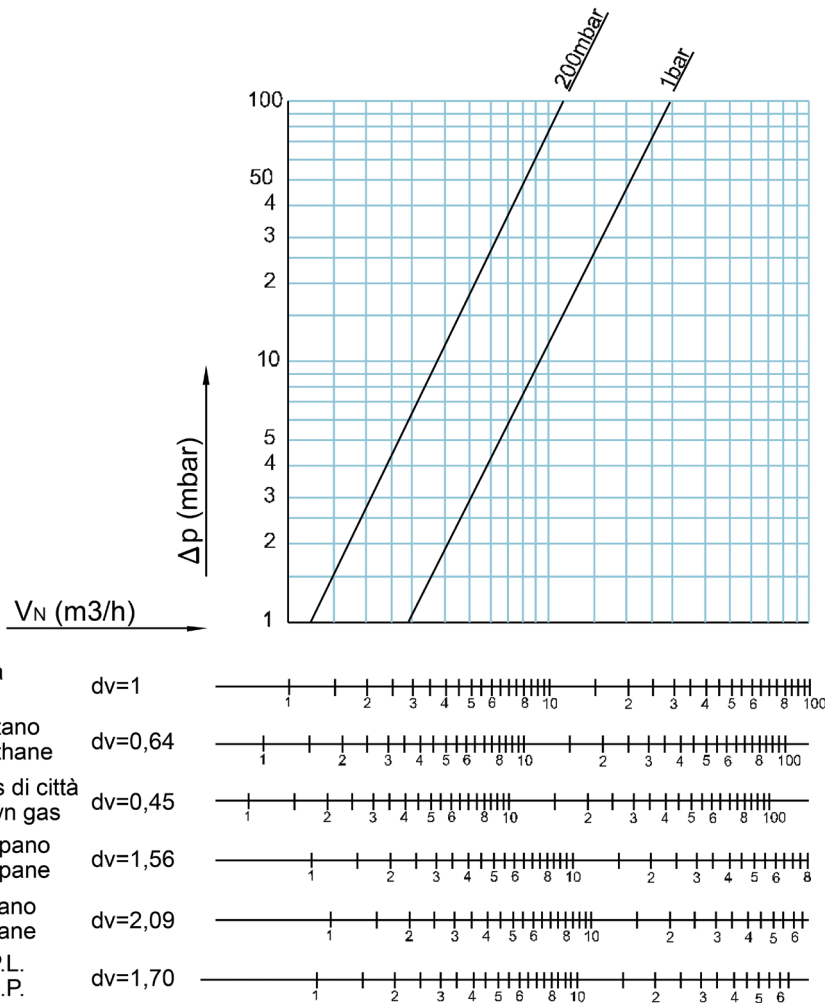 200mbar
1bar
100
50
4
3
2
10
5
4
3
2
1
Δp (mbar)
VN (m3/h)
dv=1
1 2 3 4 5 6 8 10 2 3 4 5 6 8 100
tano
thane
dv=0,64
1 2 3 4 5 6 8 10 2 3 4 5 6 8 100
s di città
vn gas
dv=0,45
1 2 3 4 5 6 8 10 2 3 4 5 6 8 100
pano
pane
dv=1,56
1 2 3 4 5 6 8 10 2 3 4 5 6 8
ano
ane
dv=2,09
1 2 3 4 5 6 8 10 2 3 4 5 6
P.L.
.P.
dv=1,70
1 2 3 4 5 6 8 10 2 3 4 5 6